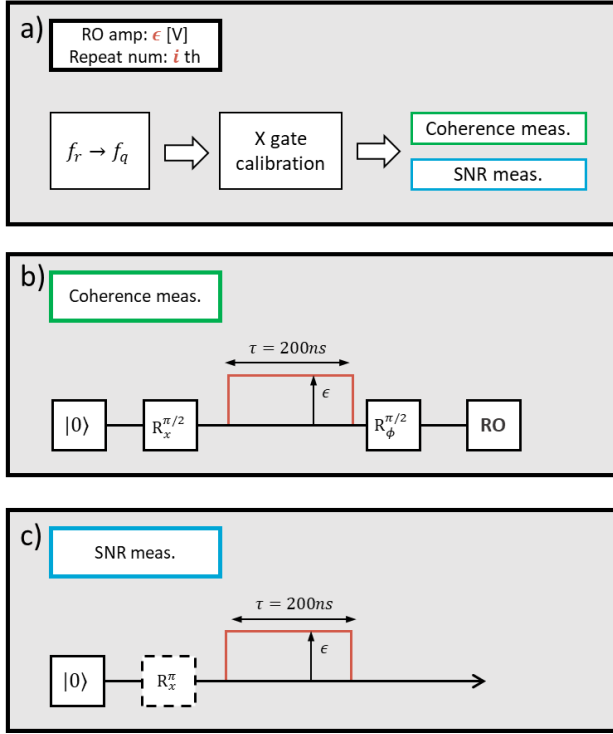 a)
RO amp: ϵ [V]
Repeat num: i th
f_r → f_q
X gate
calibration
Coherence meas.
SNR meas.
b)
Coherence meas.
τ = 200ns
ϵ
|0⟩
R_x^{π/2}
R_ϕ^{π/2}
RO
c)
SNR meas.
τ = 200ns
ϵ
|0⟩
R_x^π